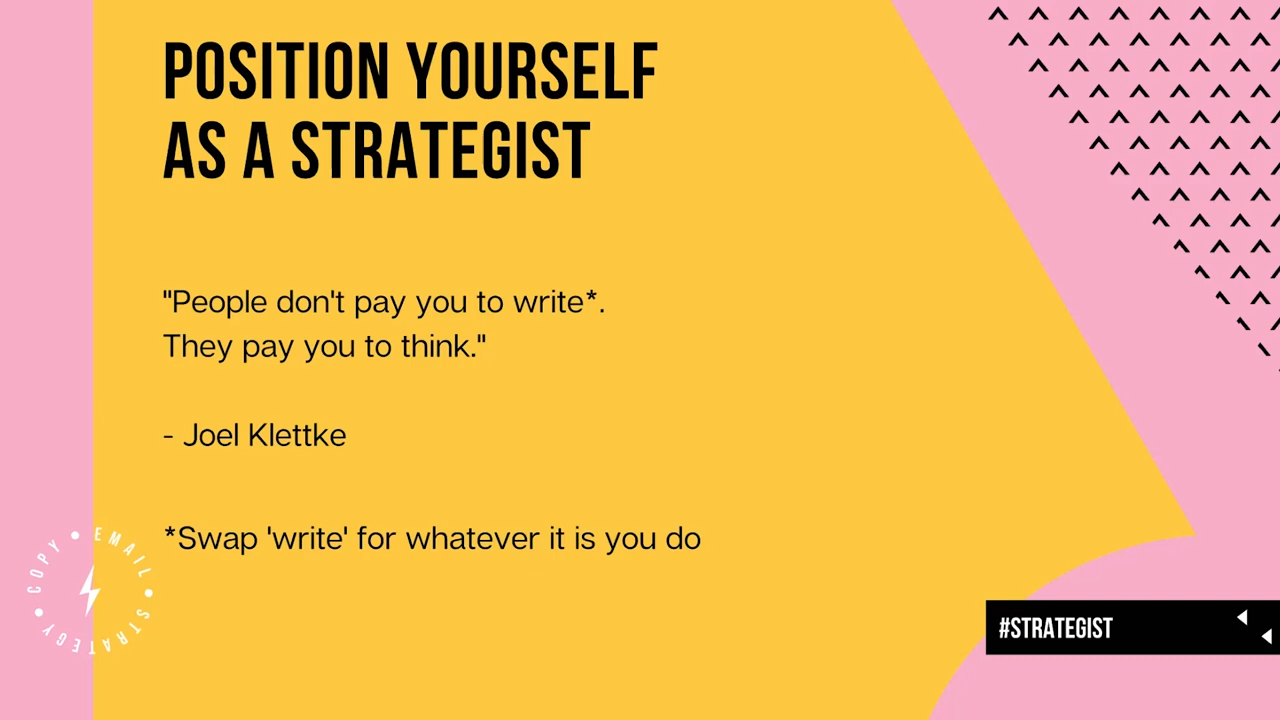 POSITION YOURSELF
AS A STRATEGIST
"People don't pay you to write*.
They pay you to think."
- Joel Klettke
*Swap 'write' for whatever it is you do
COPY • EMAIL • STRATEGY •
#STRATEGIST